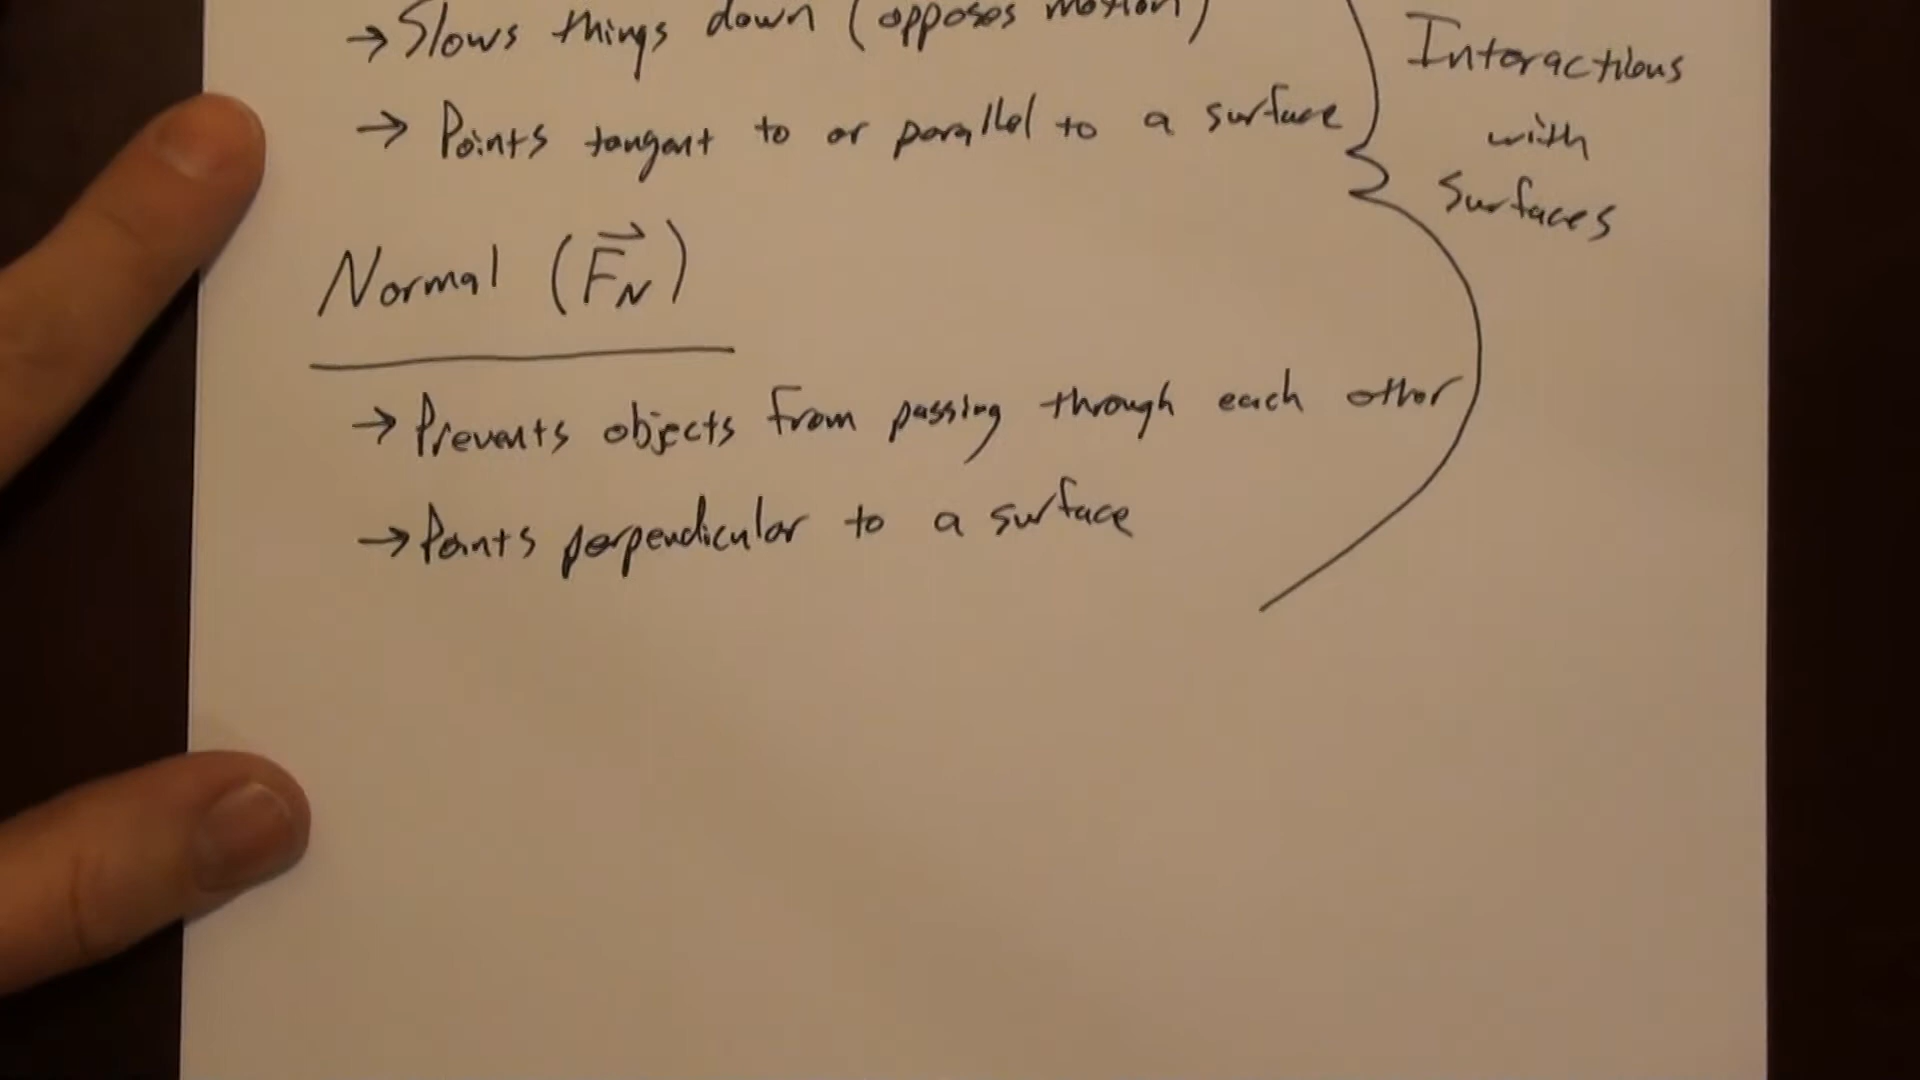 → Slows things down (opposes motion)
→ Points tangent to or parallel to a surface
Interactions
with
Surfaces
Normal (F⃗_N)
→ Prevents objects from passing through each other
→ Points perpendicular to a surface